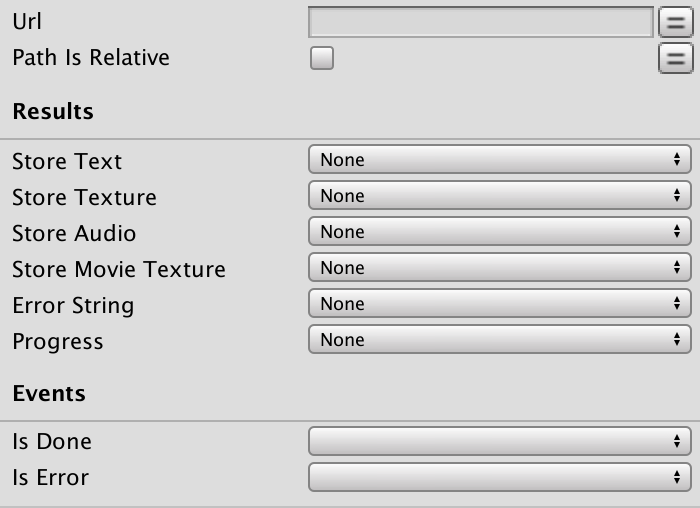 Url
Path Is Relative
Results
Store Text None
Store Texture None
Store Audio None
Store Movie Texture None
Error String None
Progress None
Events
Is Done
Is Error